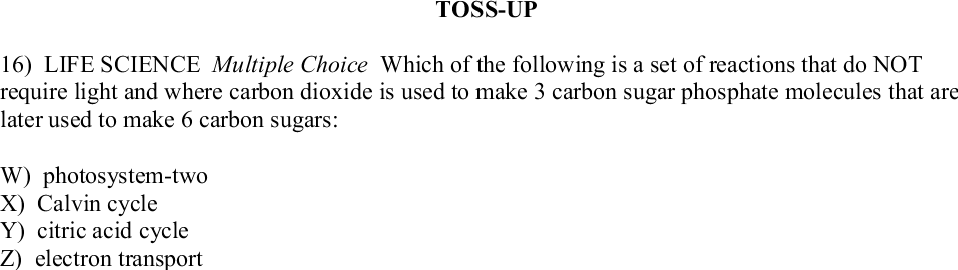 TOSS-UP
16) LIFE SCIENCE Multiple Choice Which of the following is a set of reactions that do NOT
require light and where carbon dioxide is used to make 3 carbon sugar phosphate molecules that are
later used to make 6 carbon sugars:
W) photosystem-two
X) Calvin cycle
Y) citric acid cycle
Z) electron transport